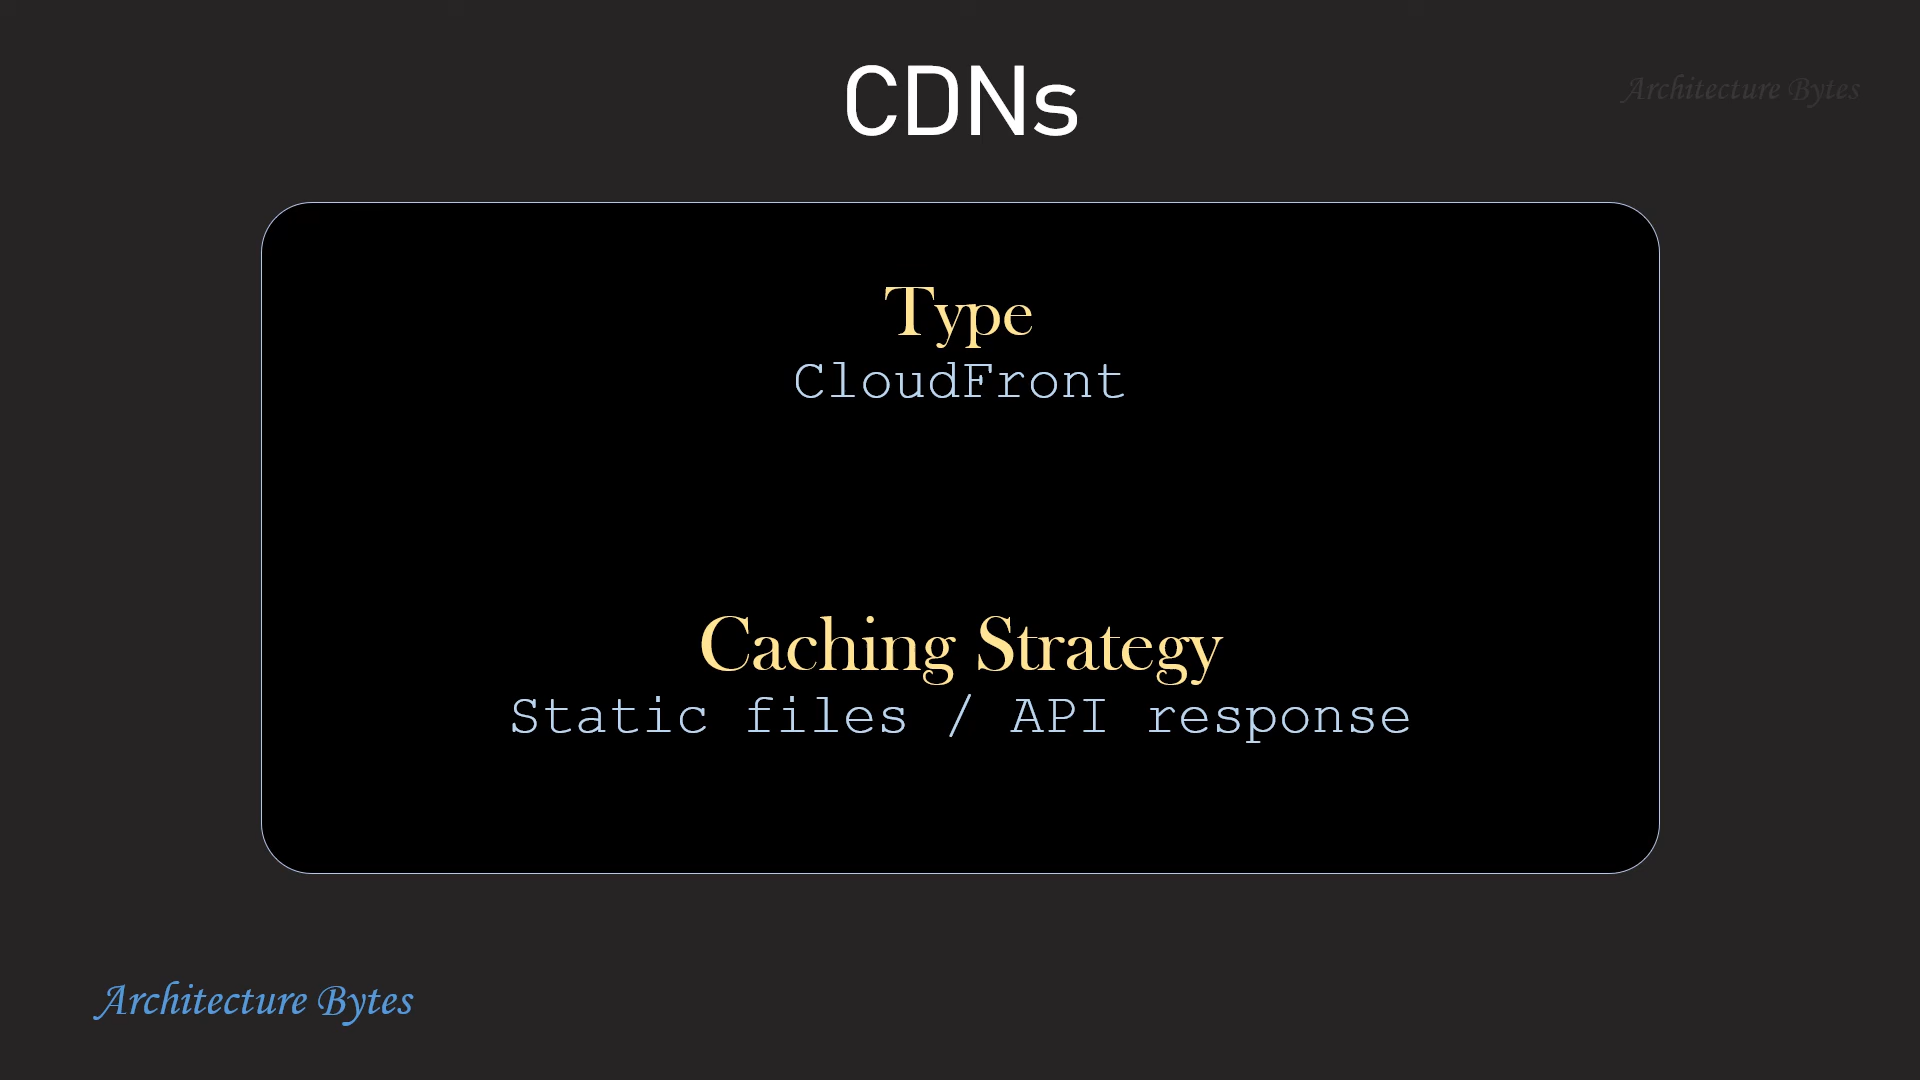 CDNs
Architecture Bytes
Type
CloudFront
Caching Strategy
Static files / API response
Architecture Bytes